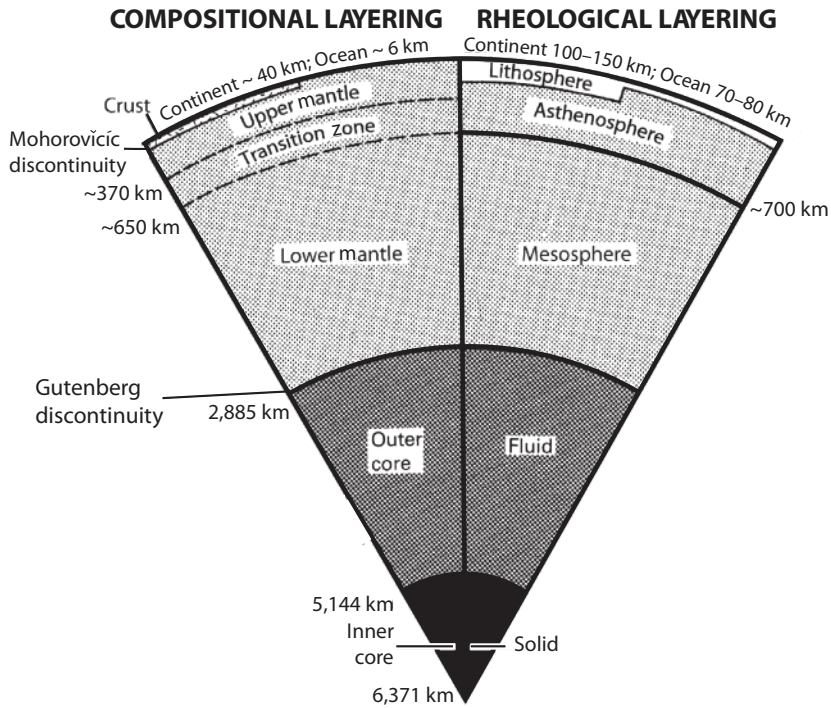 COMPOSITIONAL LAYERING
RHEOLOGICAL LAYERING
Continent ~ 40 km; Ocean ~ 6 km
Continent 100–150 km; Ocean 70–80 km
Crust
Upper mantle
Lithosphere
Mohorovičić
discontinuity
Transition zone
Asthenosphere
~370 km
~650 km
~700 km
Lower mantle
Mesosphere
Gutenberg
discontinuity
2,885 km
Outer
core
Fluid
5,144 km
Inner
core
Solid
6,371 km